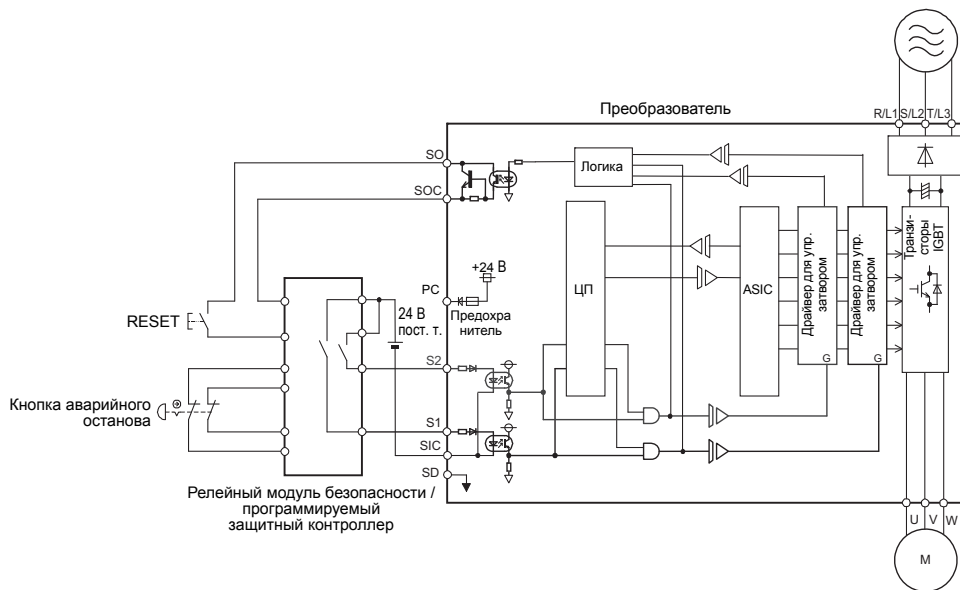 Преобразователь
R/L1 S/L2 T/L3
SO
SOC
Логика
+24 В
PC
Предохра
нитель
24 В
пост. т.
RESET
ЦП
ASIC
Драйвер для упр.
затвором
G
Драйвер для упр.
затвором
G
Транзи-
сторы
IGBT
S2
Кнопка аварийного
останова
S1
SIC
SD
Релейный модуль безопасности /
программируемый
защитный контроллер
U V W
M